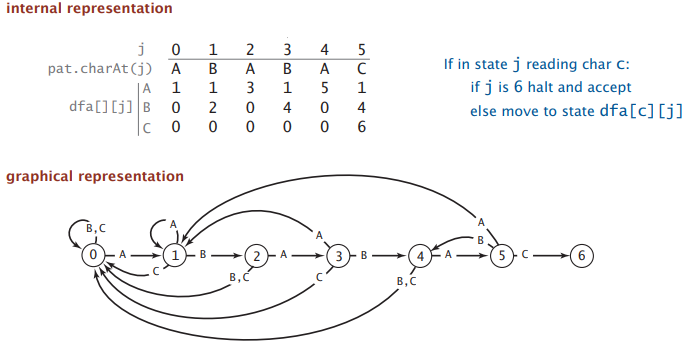 internal representation
j 0 1 2 3 4 5
pat.charAt(j) A B A B A C
A 1 1 3 1 5 1
dfa[][j] B 0 2 0 4 0 4
C 0 0 0 0 0 6
If in state j reading char c:
if j is 6 halt and accept
else move to state dfa[c][j]
graphical representation
B,C A A A B
0 A 1 B 2 A 3 B 4 A 5 C 6
C B,C C B,C